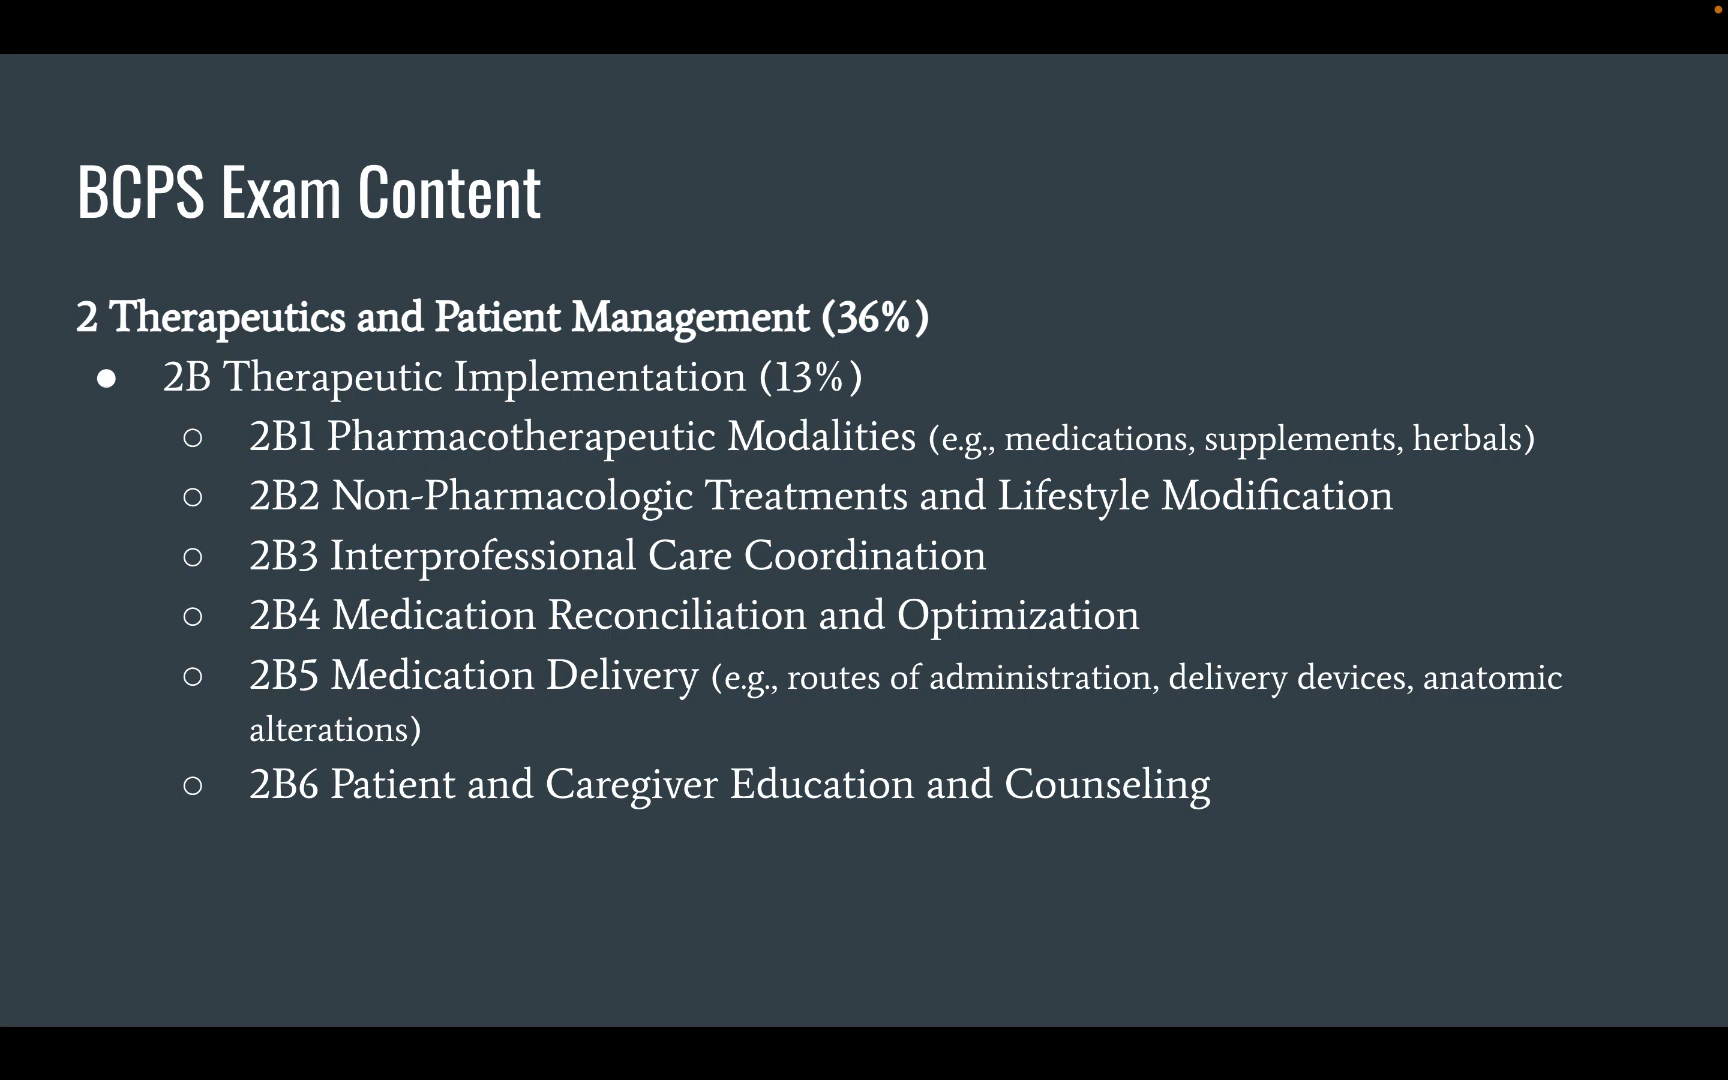 BCPS Exam Content
2 Therapeutics and Patient Management (36%)
● 2B Therapeutic Implementation (13%)
○ 2B1 Pharmacotherapeutic Modalities (e.g., medications, supplements, herbals)
○ 2B2 Non-Pharmacologic Treatments and Lifestyle Modification
○ 2B3 Interprofessional Care Coordination
○ 2B4 Medication Reconciliation and Optimization
○ 2B5 Medication Delivery (e.g., routes of administration, delivery devices, anatomic
alterations)
○ 2B6 Patient and Caregiver Education and Counseling